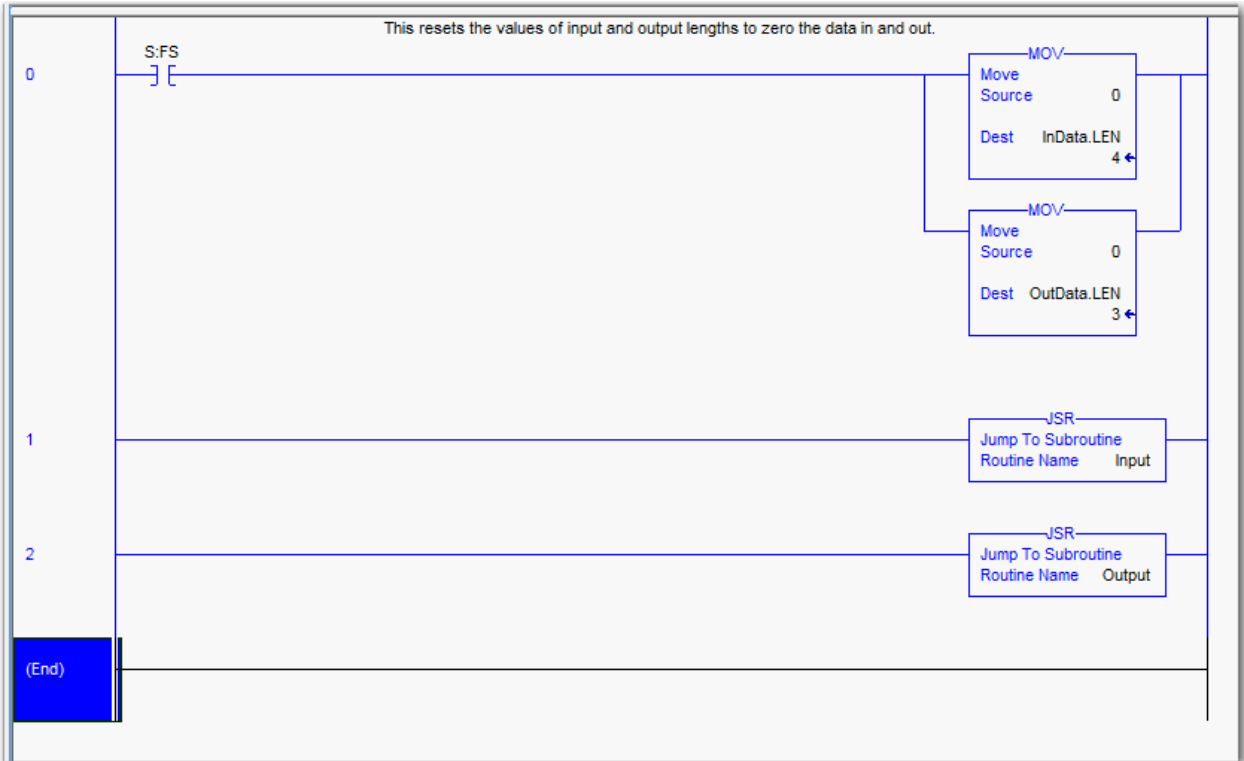 This resets the values of input and output lengths to zero the data in and out.
S:FS
0
MOV
Move
Source 0
Dest InData.LEN
4
MOV
Move
Source 0
Dest OutData.LEN
3
1
JSR
Jump To Subroutine
Routine Name Input
2
JSR
Jump To Subroutine
Routine Name Output
(End)